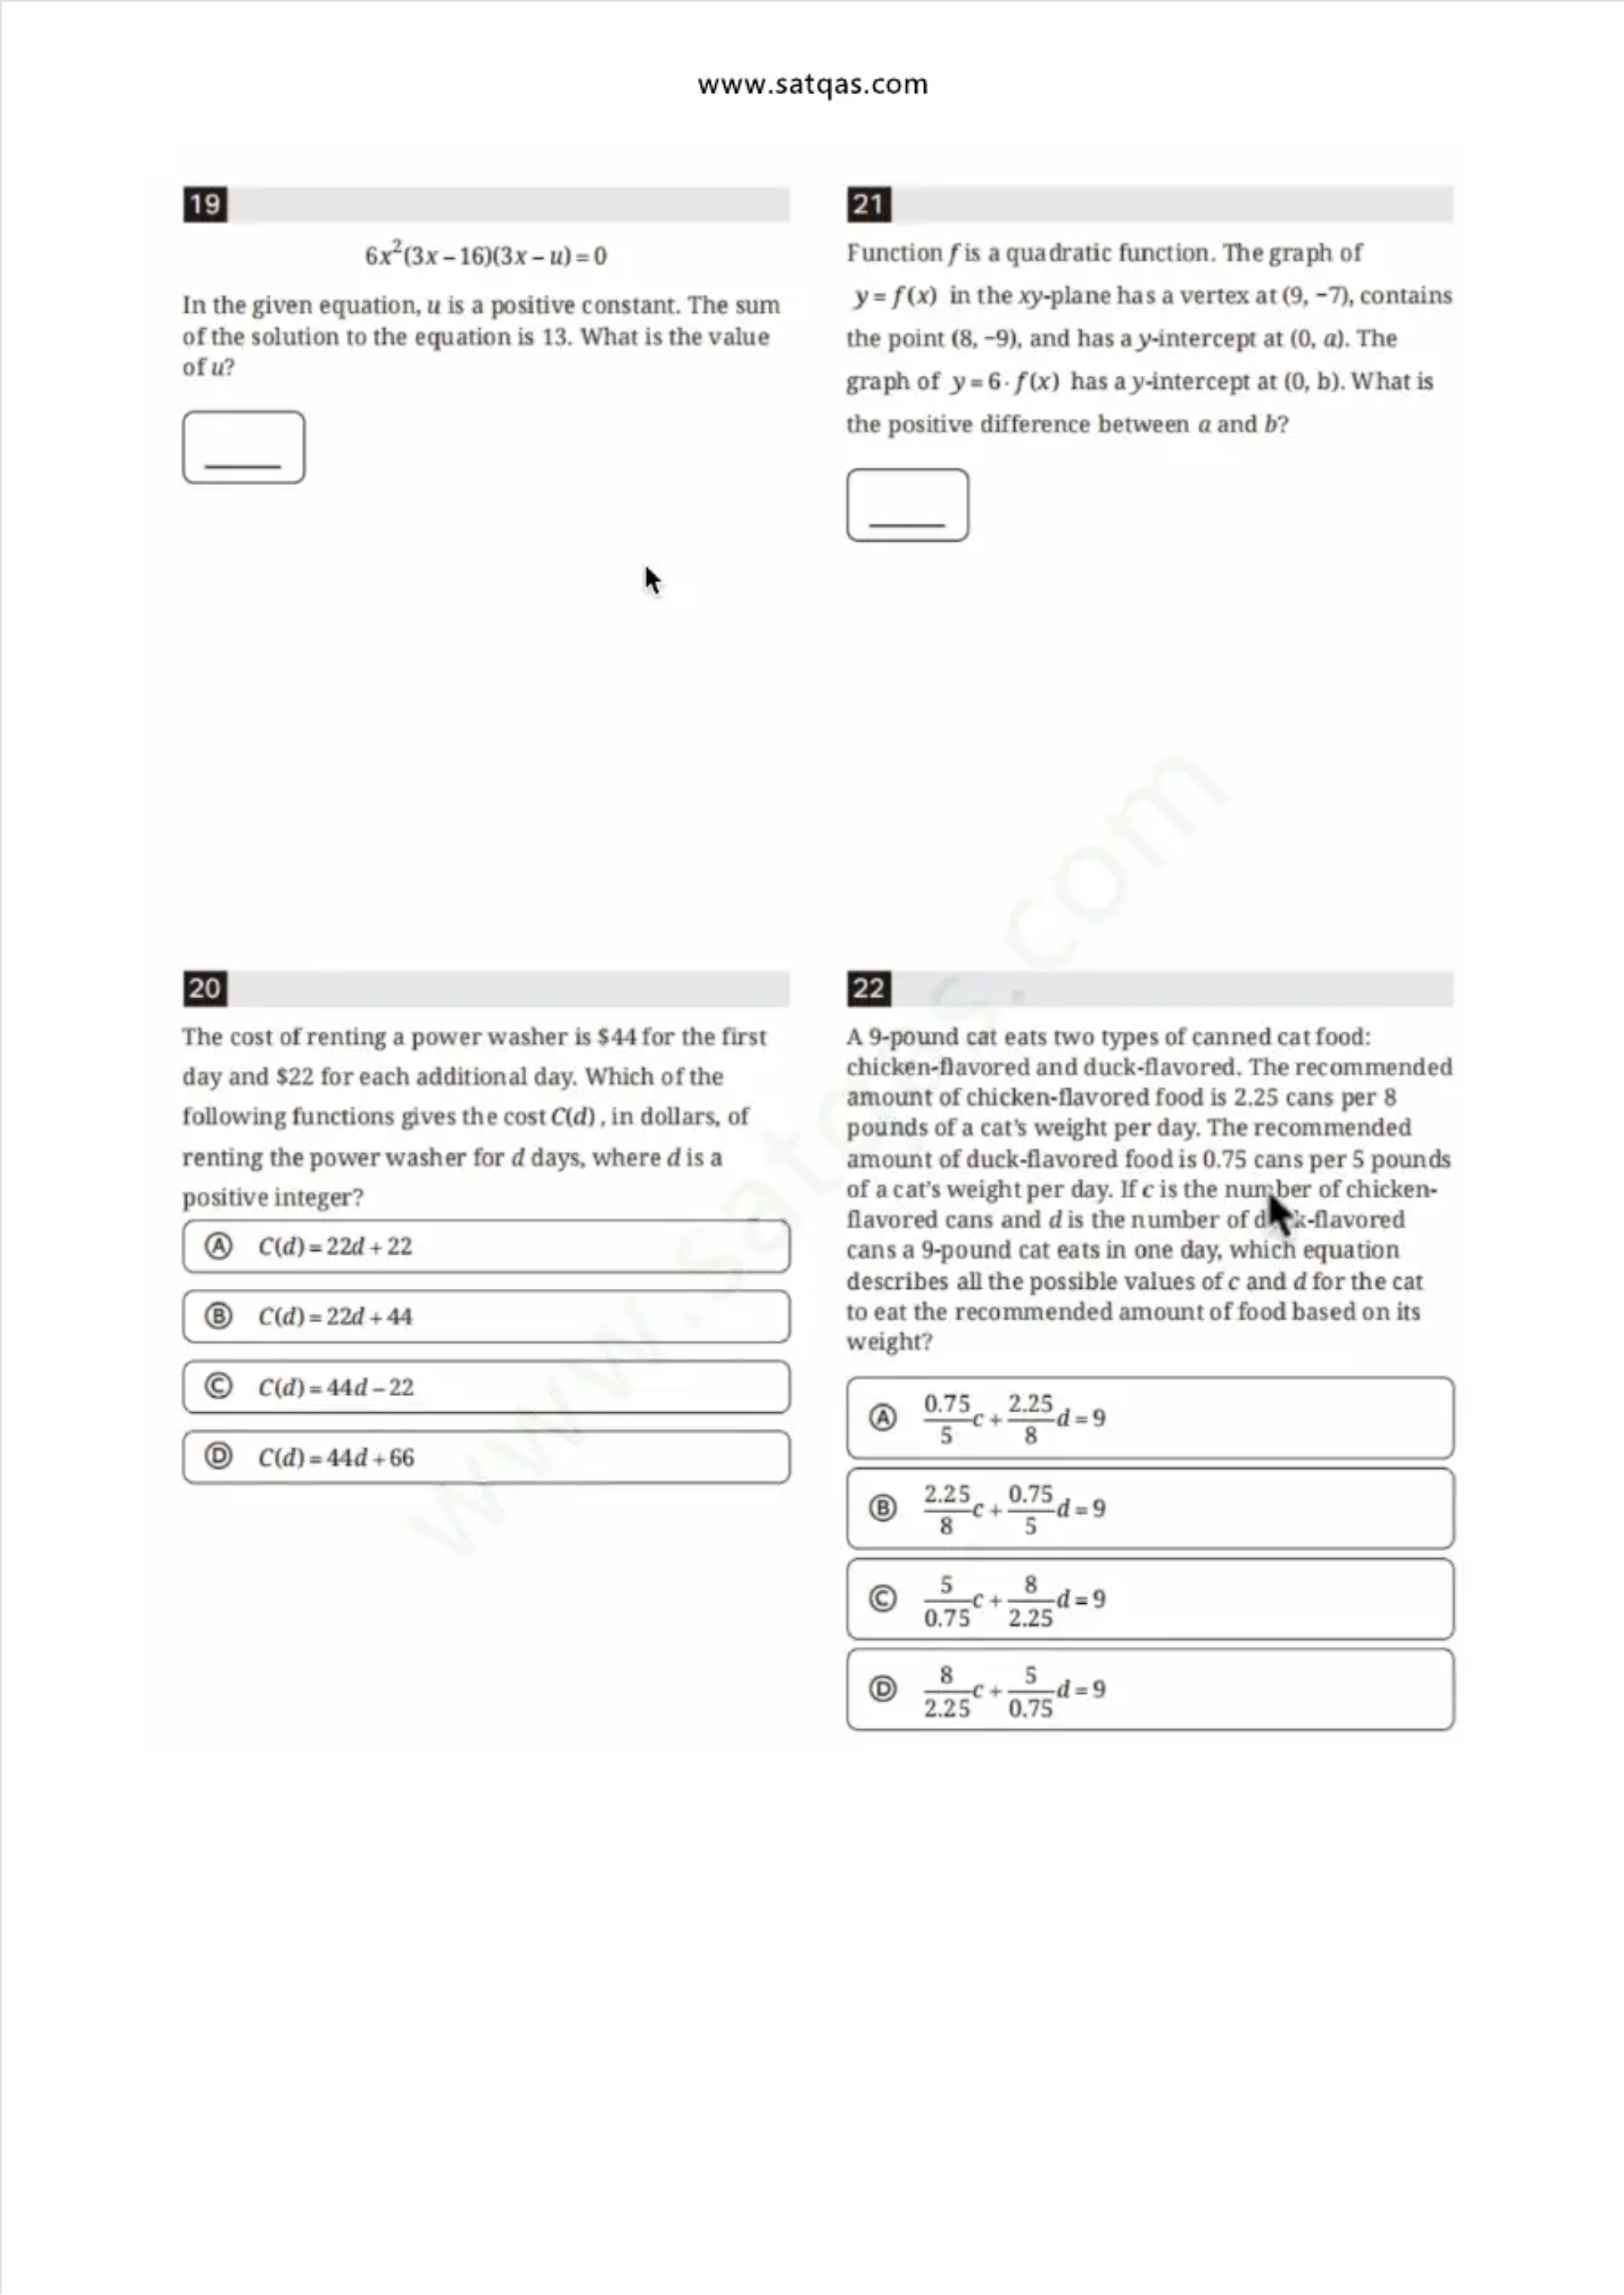 www.satqas.com
19
6x²(3x – 16)(3x – u) = 0
In the given equation, u is a positive constant. The sum
of the solution to the equation is 13. What is the value
of u?
20
The cost of renting a power washer is $44 for the first
day and $22 for each additional day. Which of the
following functions gives the cost C(d), in dollars, of
renting the power washer for d days, where d is a
positive integer?
A C(d) = 22d + 22
B C(d) = 22d + 44
C C(d) = 44d – 22
D C(d) = 44d + 66
21
Function f is a quadratic function. The graph of
y = f(x) in the xy-plane has a vertex at (9, −7), contains
the point (8, −9), and has a y-intercept at (0, a). The
graph of y = 6 · f(x) has a y-intercept at (0, b). What is
the positive difference between a and b?
22
A 9-pound cat eats two types of canned cat food:
chicken-flavored and duck-flavored. The recommended
amount of chicken-flavored food is 2.25 cans per 8
pounds of a cat's weight per day. The recommended
amount of duck-flavored food is 0.75 cans per 5 pounds
of a cat's weight per day. If c is the number of chicken-
flavored cans and d is the number of duck-flavored
cans a 9-pound cat eats in one day, which equation
describes all the possible values of c and d for the cat
to eat the recommended amount of food based on its
weight?
A 0.75/5 c + 2.25/8 d = 9
B 2.25/8 c + 0.75/5 d = 9
C 5/0.75 c + 8/2.25 d = 9
D 8/2.25 c + 5/0.75 d = 9
www.satqas.com